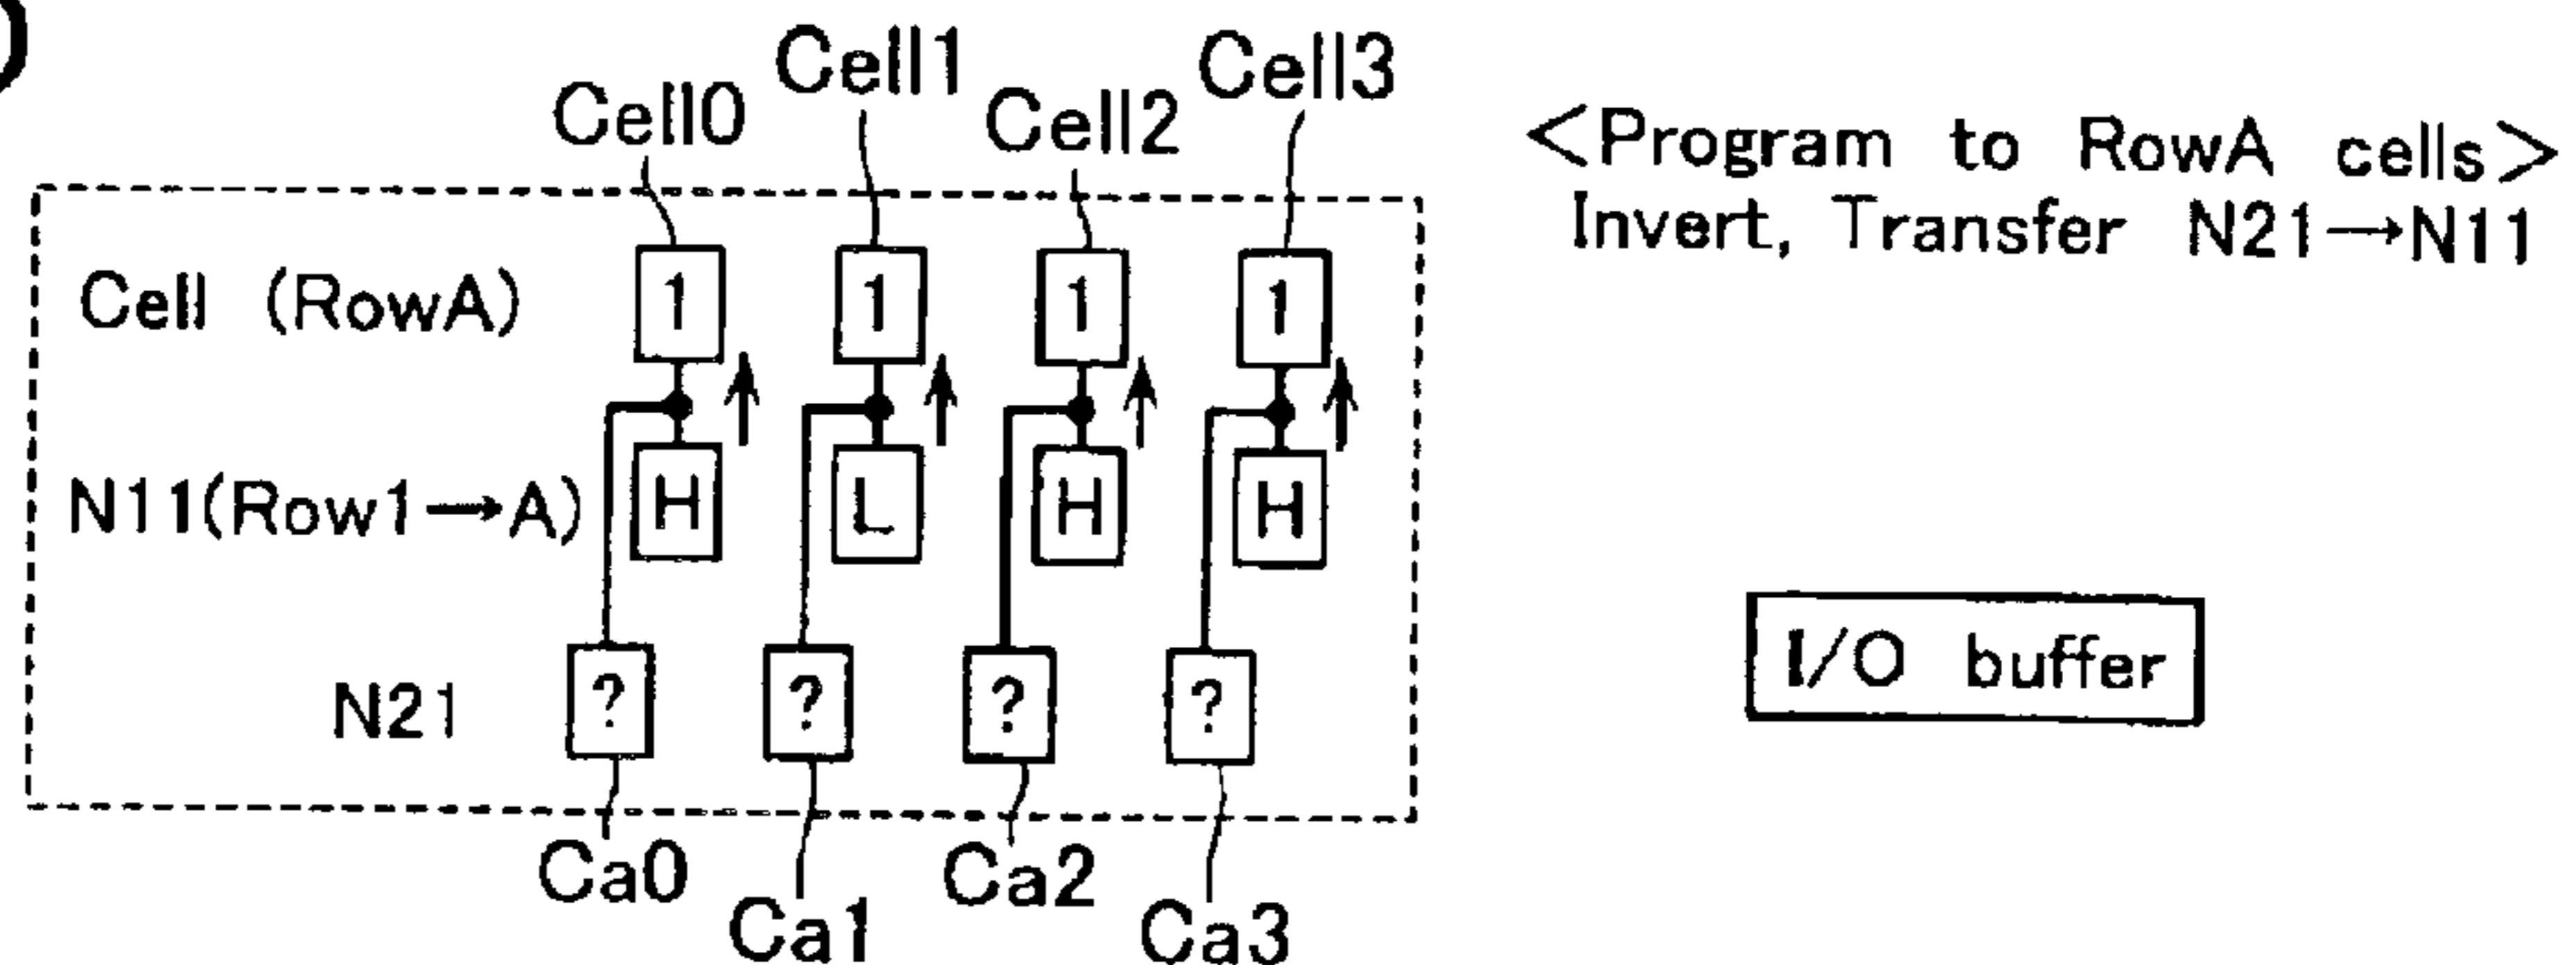 )
Cell0 Cell1 Cell2 Cell3
<Program to RowA cells>
Invert, Transfer N21→N11
Cell (RowA) 1 1 1 1
N11(Row1→A) H L H H
N21 ? ? ? ?
I/O buffer
Ca0 Ca1 Ca2 Ca3